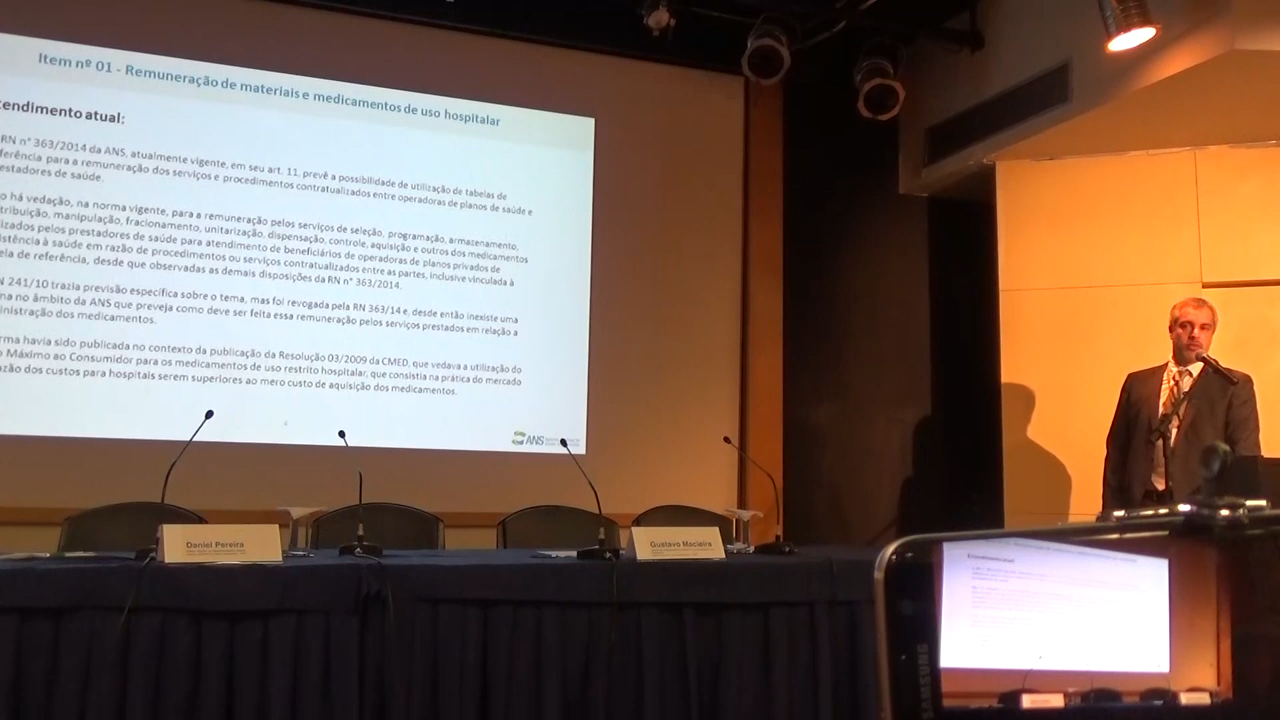 Item nº 01 - Remuneração de materiais e medicamentos de uso hospitalar
tendimento atual:
RN n° 363/2014 da ANS, atualmente vigente, em seu art. 11, prevê a possibilidade de utilização de tabelas de
ferência para a remuneração dos serviços e procedimentos contratualizados entre operadoras de planos de saúde e
estadores de saúde.
o há vedação, na norma vigente, para a remuneração pelos serviços de seleção, programação, armazenamento,
tribuição, manipulação, fracionamento, unitarização, dispensação, controle, aquisição e outros dos medicamentos
izados pelos prestadores de saúde para atendimento de beneficiários de operadoras de planos privados de
istência à saúde em razão de procedimentos ou serviços contratualizados entre as partes, inclusive vinculada à
ela de referência, desde que observadas as demais disposições da RN n° 363/2014.
N 241/10 trazia previsão específica sobre o tema, mas foi revogada pela RN 363/14 e, desde então inexiste uma
ma no âmbito da ANS que preveja como deve ser feita essa remuneração pelos serviços prestados em relação a
ministração dos medicamentos.
orma havia sido publicada no contexto da publicação da Resolução 03/2009 da CMED, que vedava a utilização do
o Máximo ao Consumidor para os medicamentos de uso restrito hospitalar, que consistia na prática do mercado
azão dos custos para hospitais serem superiores ao mero custo de aquisição dos medicamentos.
ANS
Daniel Pereira
Gustavo Macieira
SAMSUNG